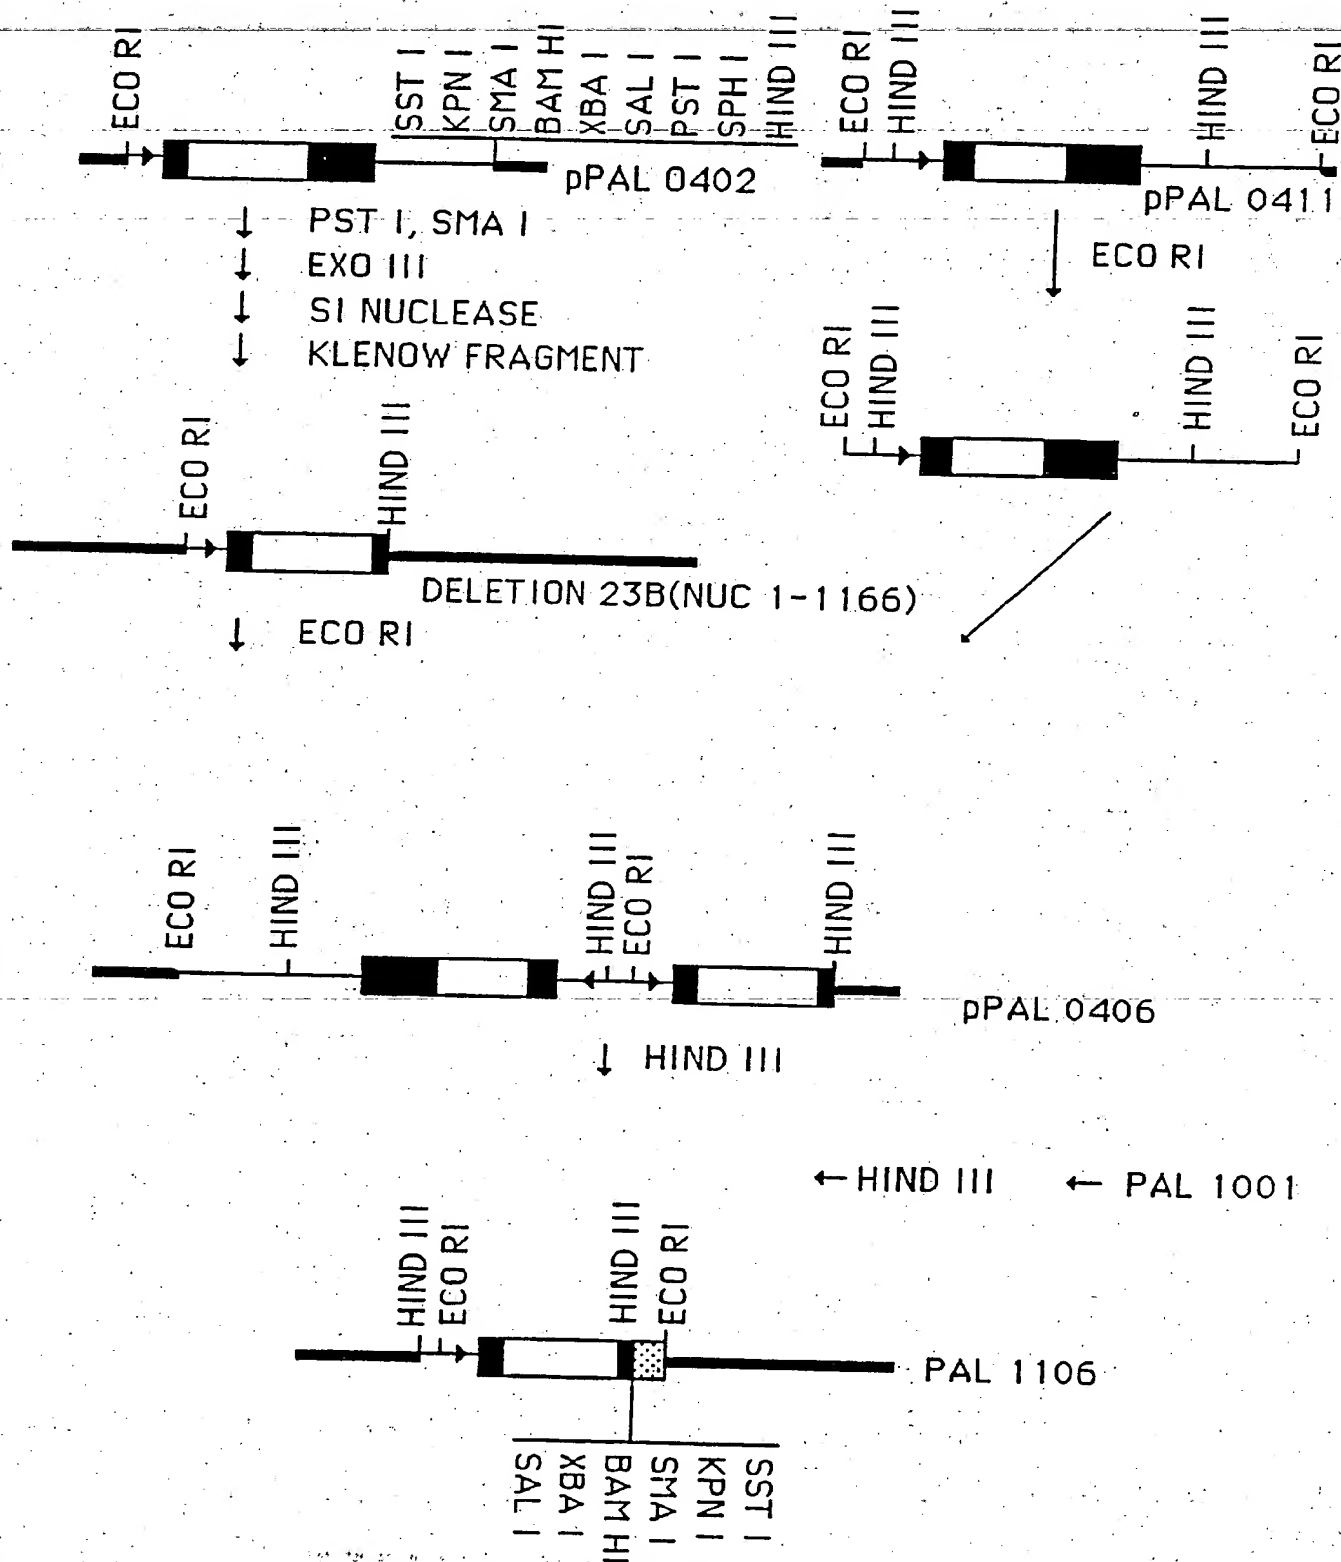 ECO RI
SST I
KPN I
SMA I
BAM HI
XBA I
SAL I
PST I
SPH I
HIND III
pPAL 0402
ECO RI
HIND III
HIND III
ECO RI
pPAL 0411
PST I, SMA I
EXO III
SI NUCLEASE
KLENOW FRAGMENT
ECO RI
ECO RI
HIND III
HIND III
ECO RI
ECO RI
HIND III
DELETION 23B(NUC 1-1166)
ECO RI
ECO RI
HIND III
HIND III
ECO RI
HIND III
pPAL 0406
HIND III
HIND III
PAL 1001
HIND III
ECO RI
HIND III
ECO RI
PAL 1106
SAL I
XBA I
BAM HI
SMA I
KPN I
SST I